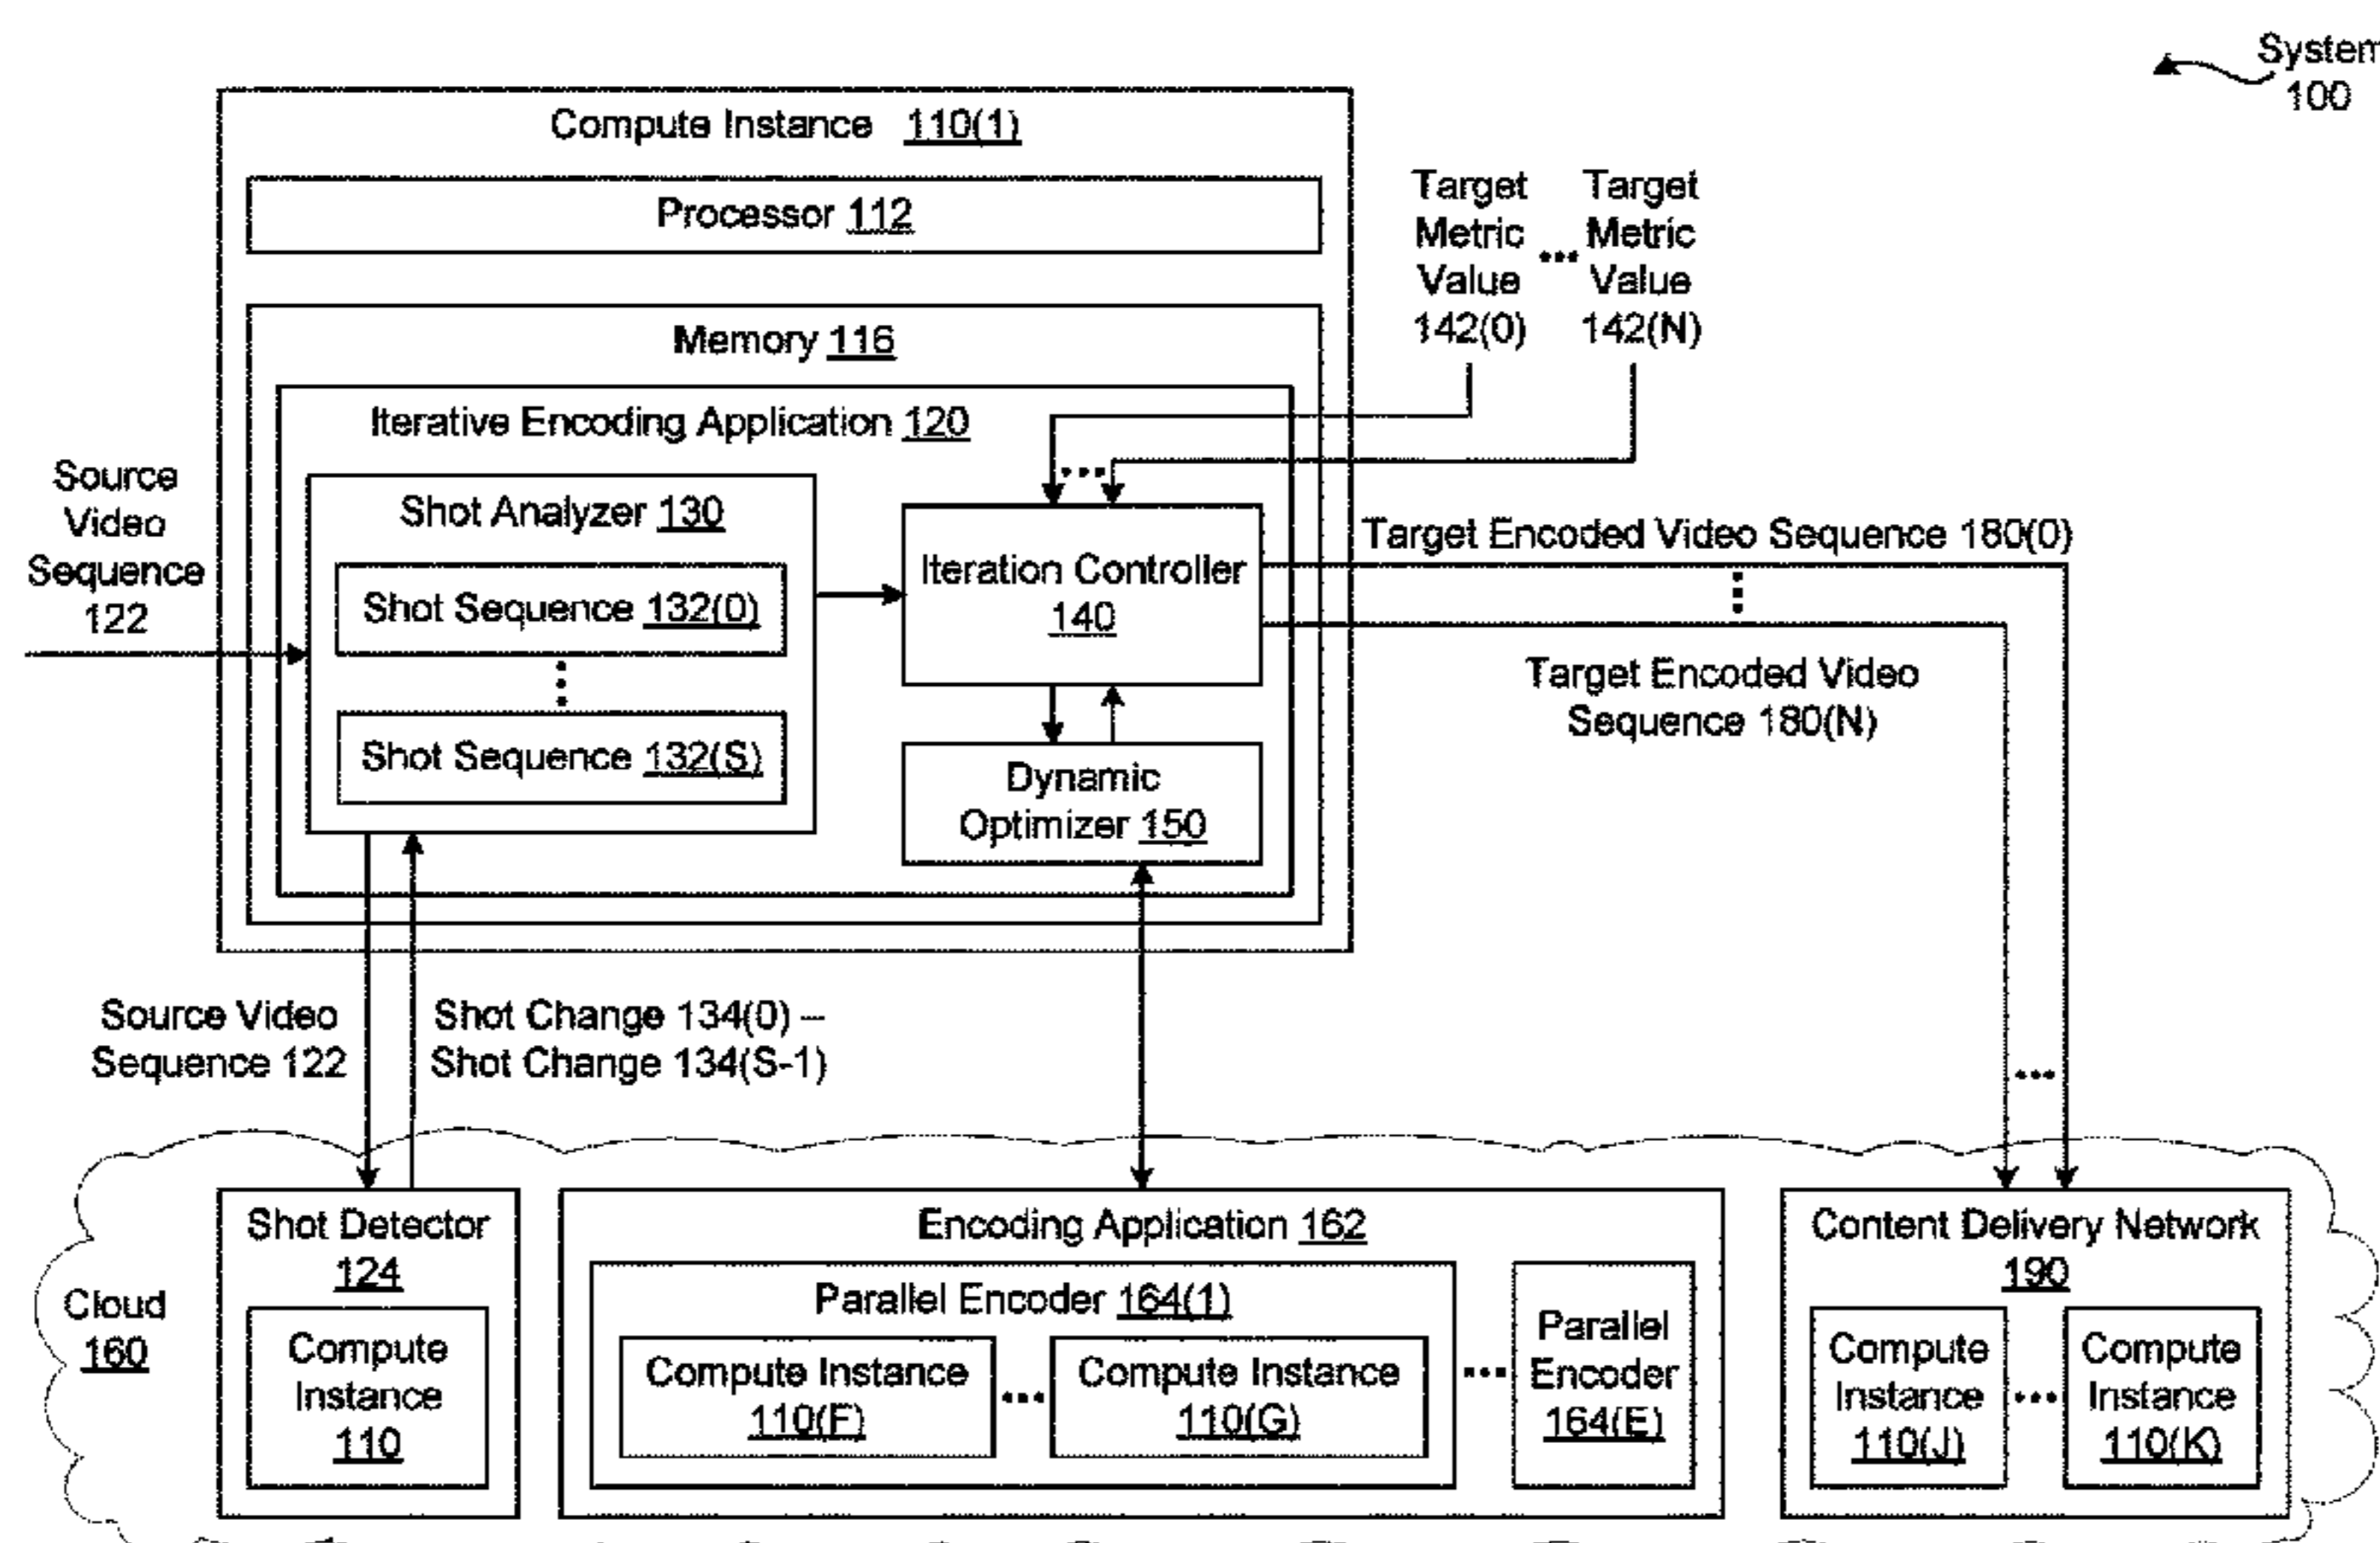 System
100
Compute Instance 110(1)
Processor 112
Memory 116
Iterative Encoding Application 120
Target
Metric
Value
142(0)
...
Target
Metric
Value
142(N)
Source
Video
Sequence
122
Shot Analyzer 130
Shot Sequence 132(0)
Shot Sequence 132(S)
...
Iteration Controller
140
Dynamic
Optimizer 150
Target Encoded Video Sequence 180(0)
Target Encoded Video
Sequence 180(N)
Source Video
Sequence 122
Shot Change 134(0) –
Shot Change 134(S-1)
...
Cloud
160
Shot Detector
124
Compute
Instance
110
Encoding Application 162
Parallel Encoder 164(1)
Compute Instance
110(F)
...
Compute Instance
110(G)
...
Parallel
Encoder
164(E)
Content Delivery Network
190
Compute
Instance
110(J)
...
Compute
Instance
110(K)